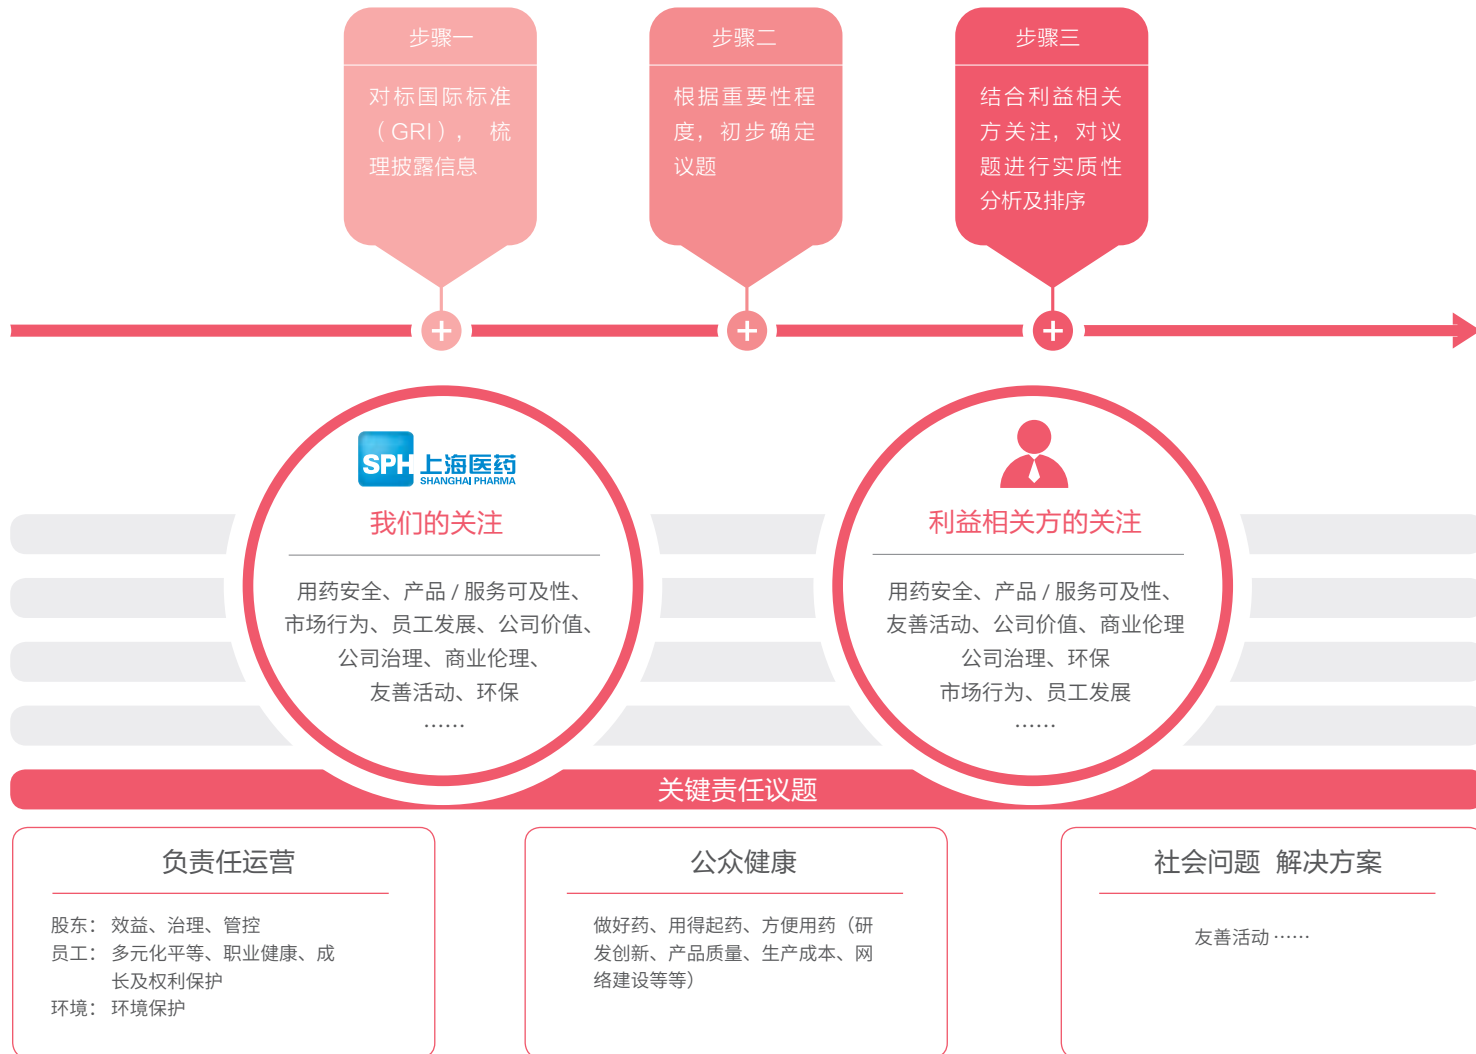 步骤一
对标国际标准
（GRI），梳
理披露信息
步骤二
根据重要性程
度，初步确定
议题
步骤三
结合利益相关
方关注，对议
题进行实质性
分析及排序
SPH 上海医药
SHANGHAI PHARMA
我们的关注
用药安全、产品 / 服务可及性、
市场行为、员工发展、公司价值、
公司治理、商业伦理、
友善活动、环保
……
利益相关方的关注
用药安全、产品 / 服务可及性、
友善活动、公司价值、商业伦理
公司治理、环保
市场行为、员工发展
……
关键责任议题
负责任运营
股东： 效益、治理、管控
员工： 多元化平等、职业健康、成
长及权利保护
环境： 环境保护
公众健康
做好药、用得起药、方便用药（研
发创新、产品质量、生产成本、网
络建设等等）
社会问题 解决方案
友善活动 ……